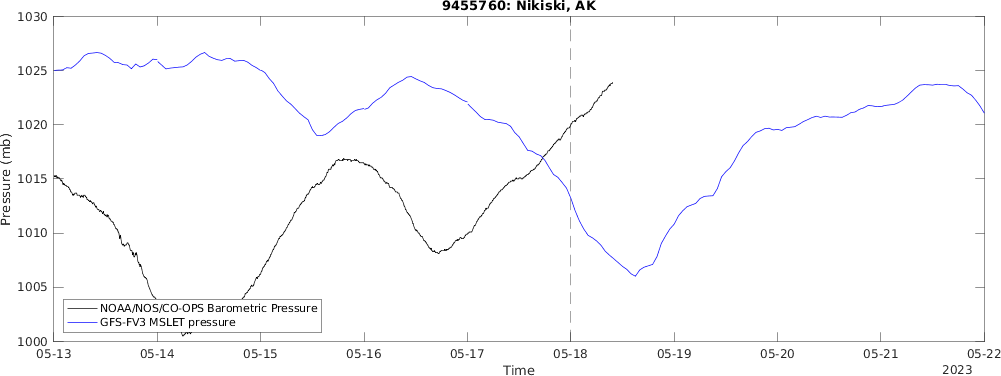 9455760: Nikiski, AK
1030
1025
1020
1015
1010
1005
1000
Pressure (mb)
NOAA/NOS/CO-OPS Barometric Pressure
GFS-FV3 MSLET pressure
05-13 05-14 05-15 05-16 05-17 05-18 05-19 05-20 05-21 05-22
Time
2023